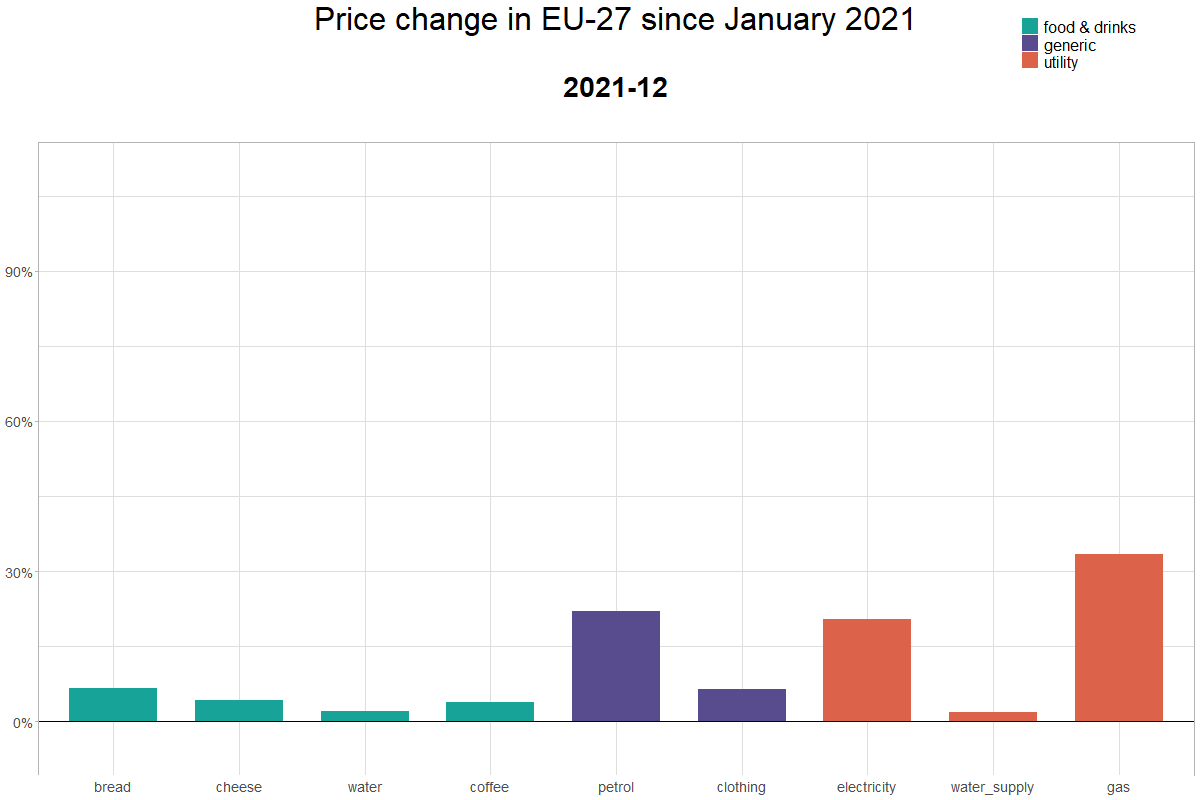 Price change in EU-27 since January 2021
food & drinks
generic
utility
2021-12
90%
60%
30%
0%
bread cheese water coffee petrol clothing electricity water_supply gas